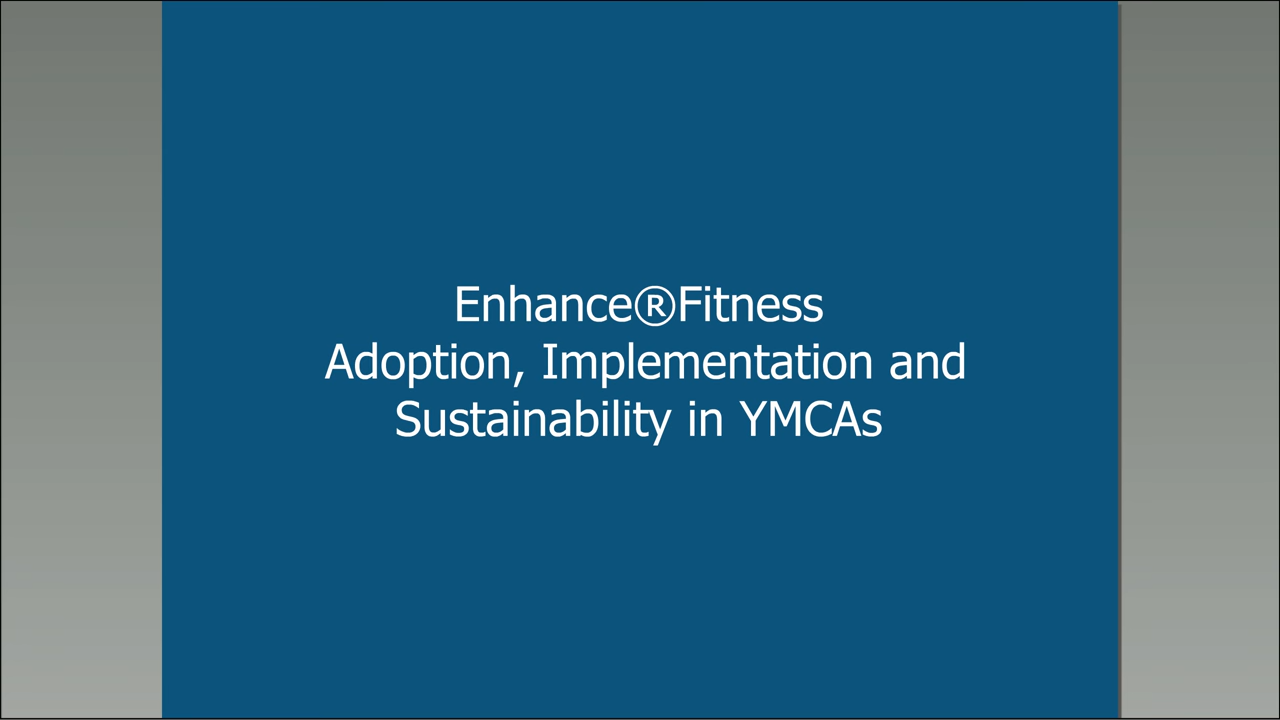 Enhance®Fitness
Adoption, Implementation and
Sustainability in YMCAs